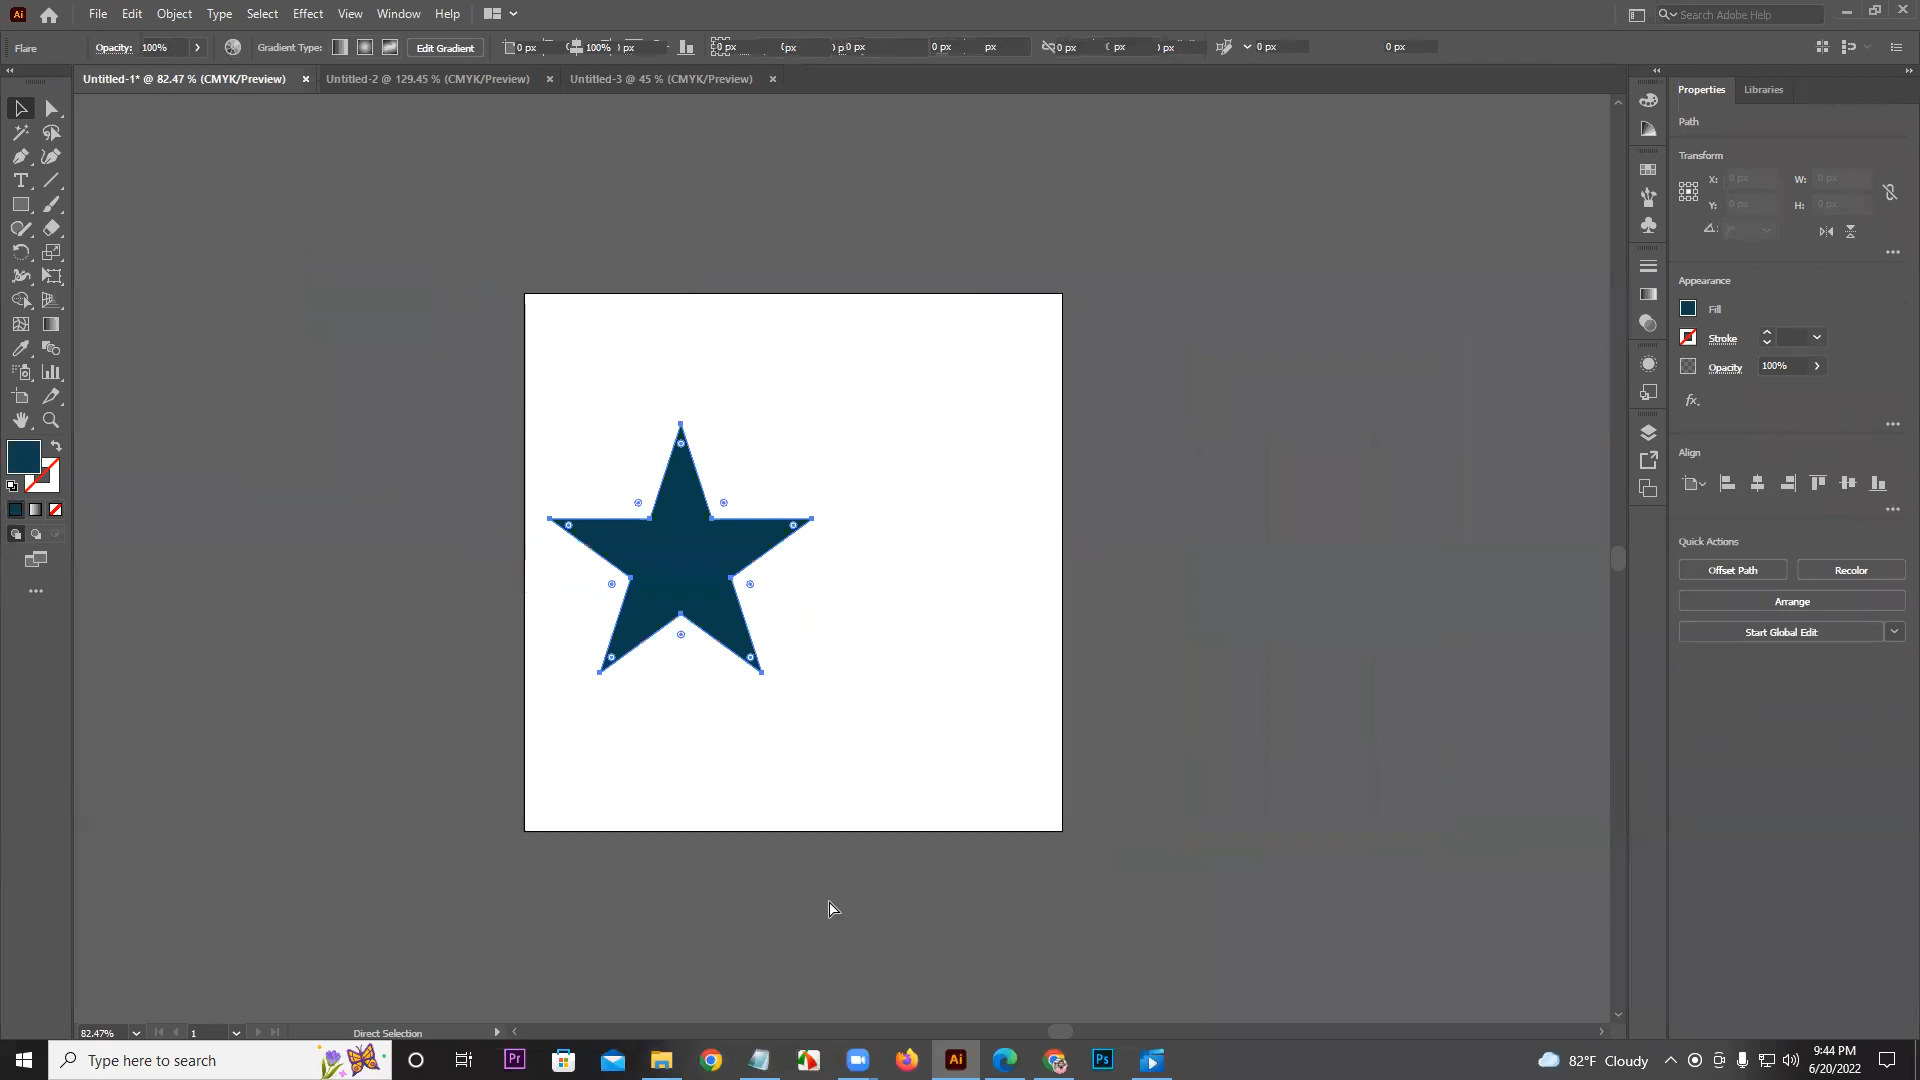 Ai File Edit Object Type Select Effect View Window Help Search Adobe Help
Flare Opacity: 100% Gradient Type: Edit Gradient 0 px 100% px 0 px 0 px 0 px px 0 px px 0 px 0 px
Untitled-1* @ 82.47 % (CMYK/Preview) × Untitled-2 @ 129.45 % (CMYK/Preview) × Untitled-3 @ 45 % (CMYK/Preview) ×
Properties Libraries
Path
Transform
X: 0 px W: 0 px
Y: 0 px H: 0 px
Appearance
Fill
Stroke
Opacity 100%
fx.
Align
Quick Actions
Offset Path Recolor
Arrange
Start Global Edit
82.47% 1 Direct Selection
Type here to search Pr Ai Ps 82°F Cloudy 9:44 PM
6/20/2022